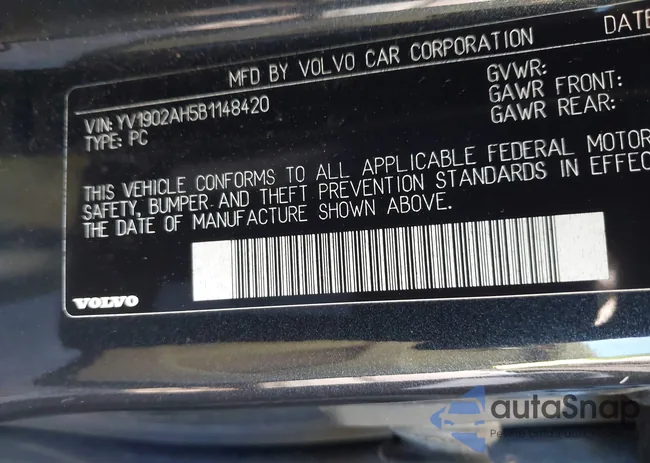 MFD BY VOLVO CAR CORPORATION DATE
VIN: YV1902AH5B1148420 GVWR:
TYPE: PC GAWR FRONT:
GAWR REAR:
THIS VEHICLE CONFORMS TO ALL APPLICABLE FEDERAL MOTOR
SAFETY, BUMPER AND THEFT PREVENTION STANDARDS IN EFFEC
THE DATE OF MANUFACTURE SHOWN ABOVE.
VOLVO
autaSnap